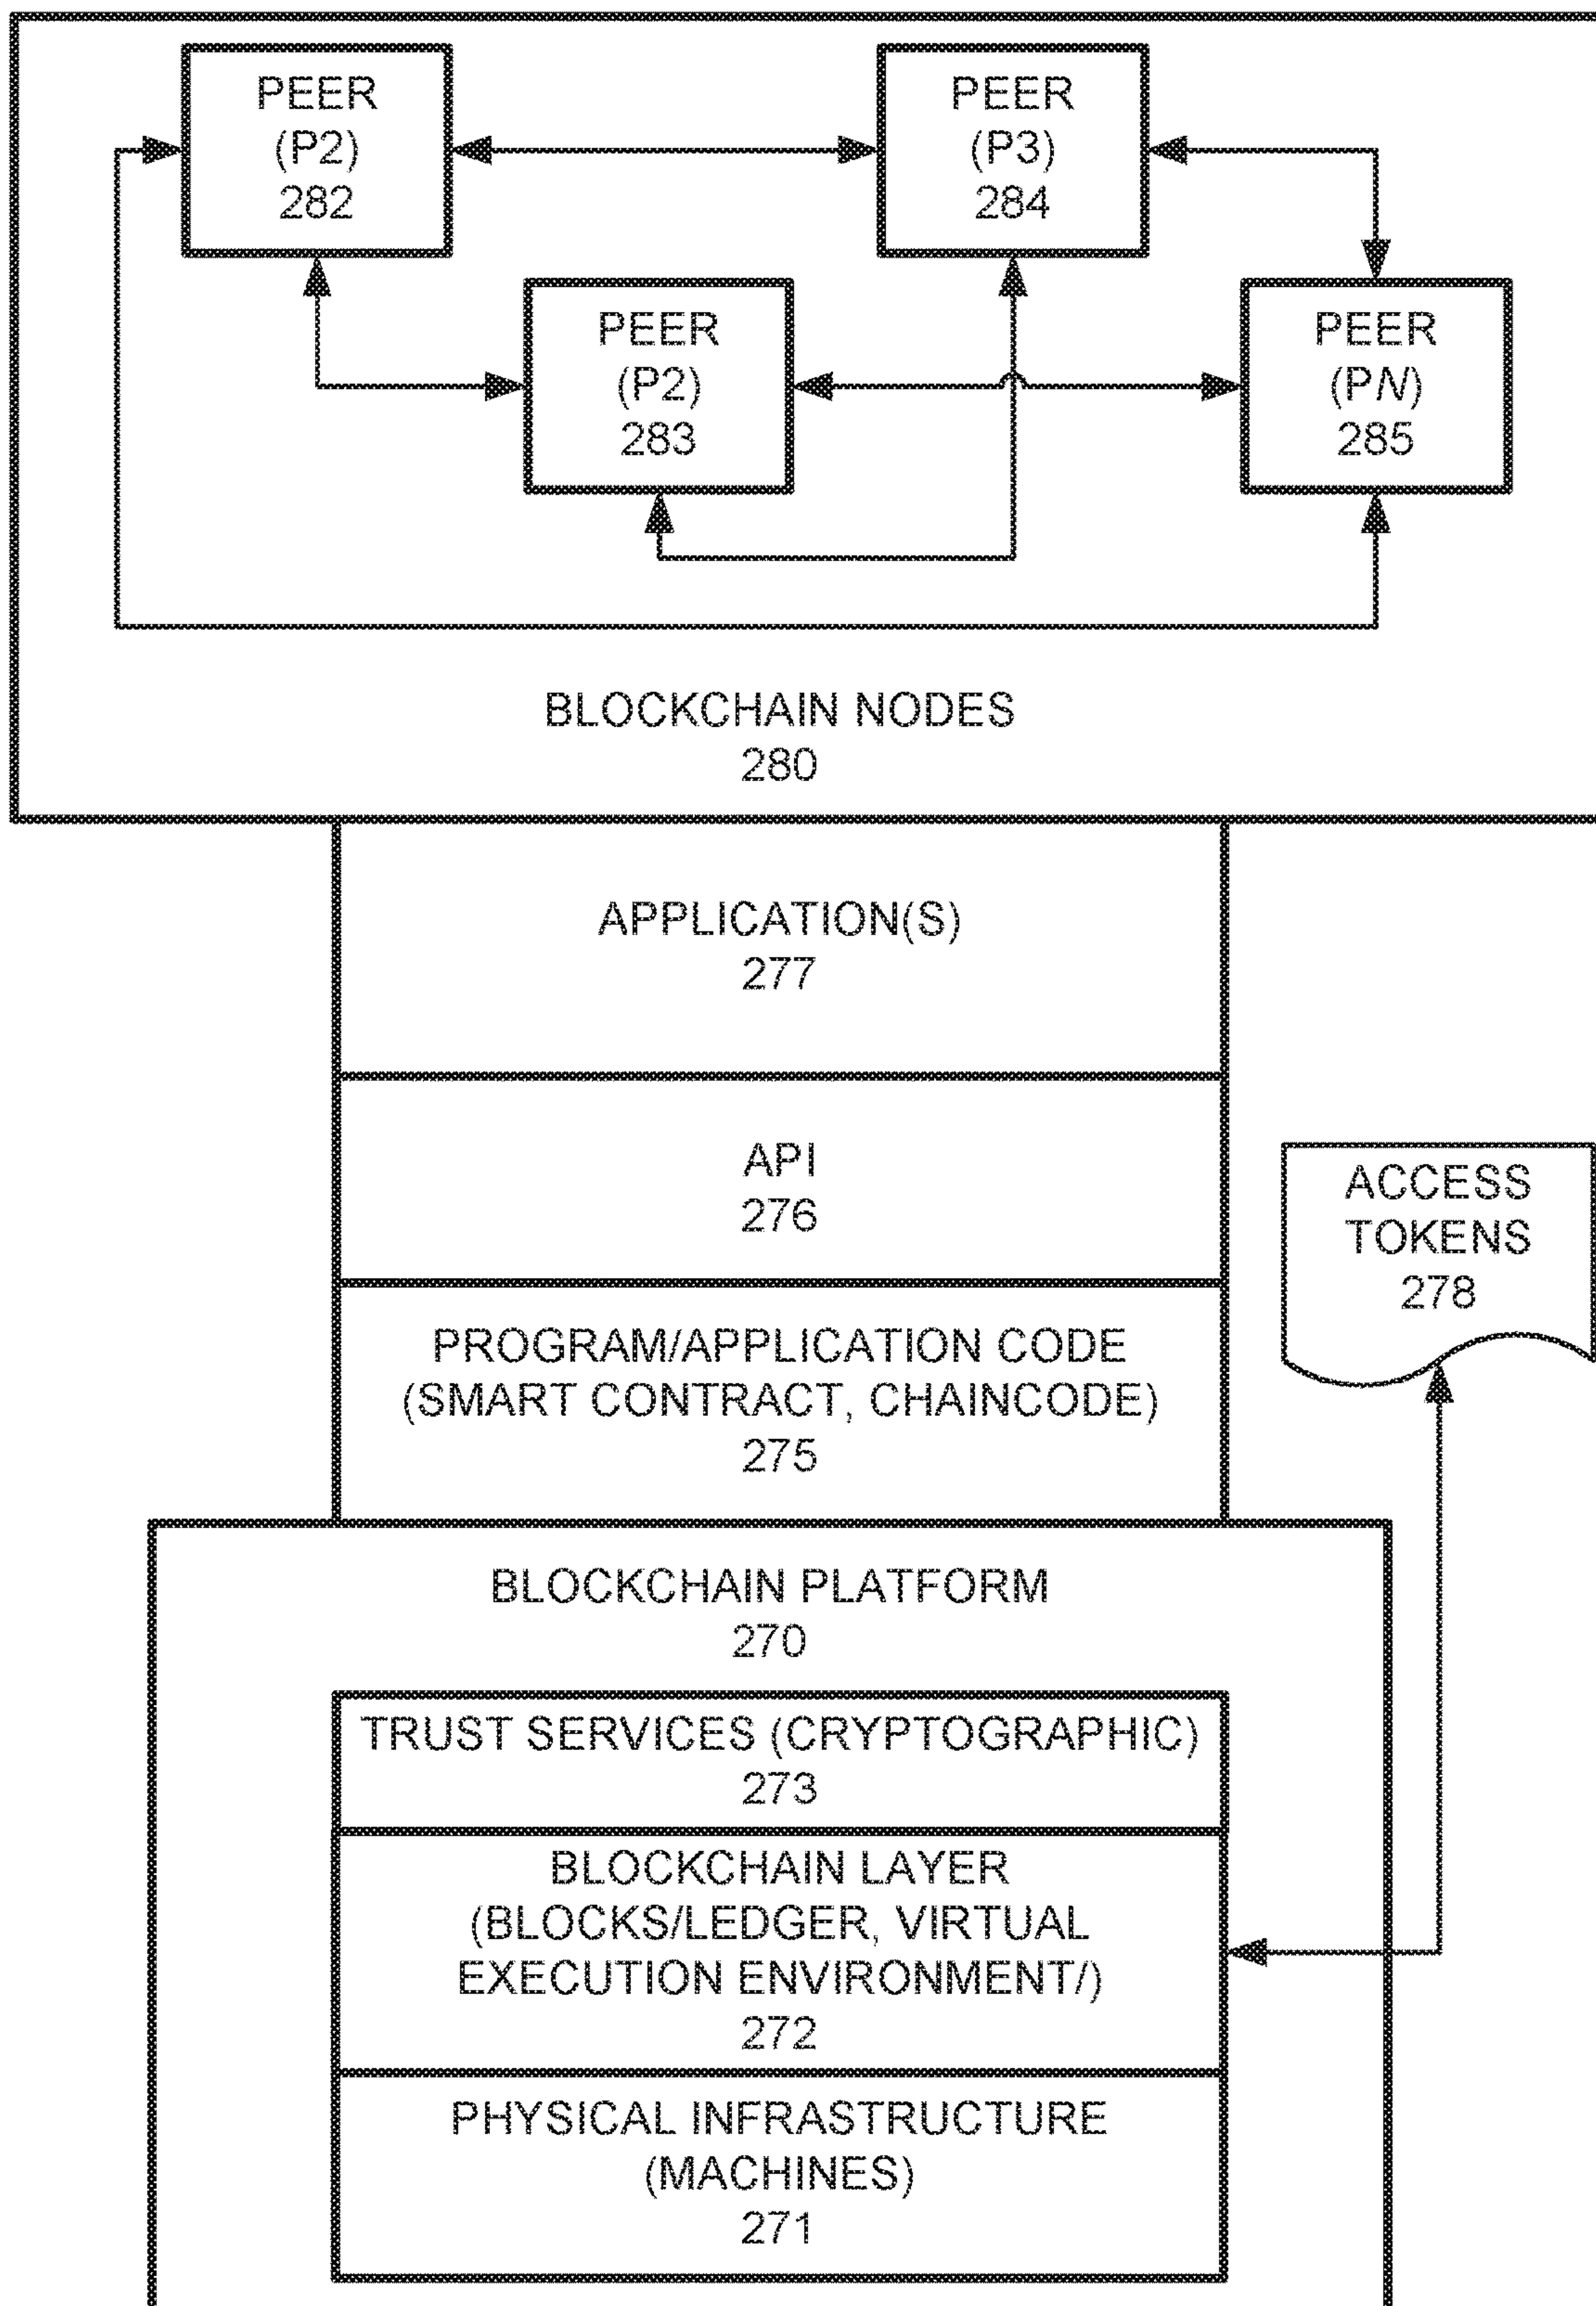 PEER
(P2)
282
PEER
(P3)
284
PEER
(P2)
283
PEER
(PN)
285
BLOCKCHAIN NODES
280
APPLICATION(S)
277
API
276
ACCESS
TOKENS
278
PROGRAM/APPLICATION CODE
(SMART CONTRACT, CHAINCODE)
275
BLOCKCHAIN PLATFORM
270
TRUST SERVICES (CRYPTOGRAPHIC)
273
BLOCKCHAIN LAYER
(BLOCKS/LEDGER, VIRTUAL
EXECUTION ENVIRONMENT/)
272
PHYSICAL INFRASTRUCTURE
(MACHINES)
271